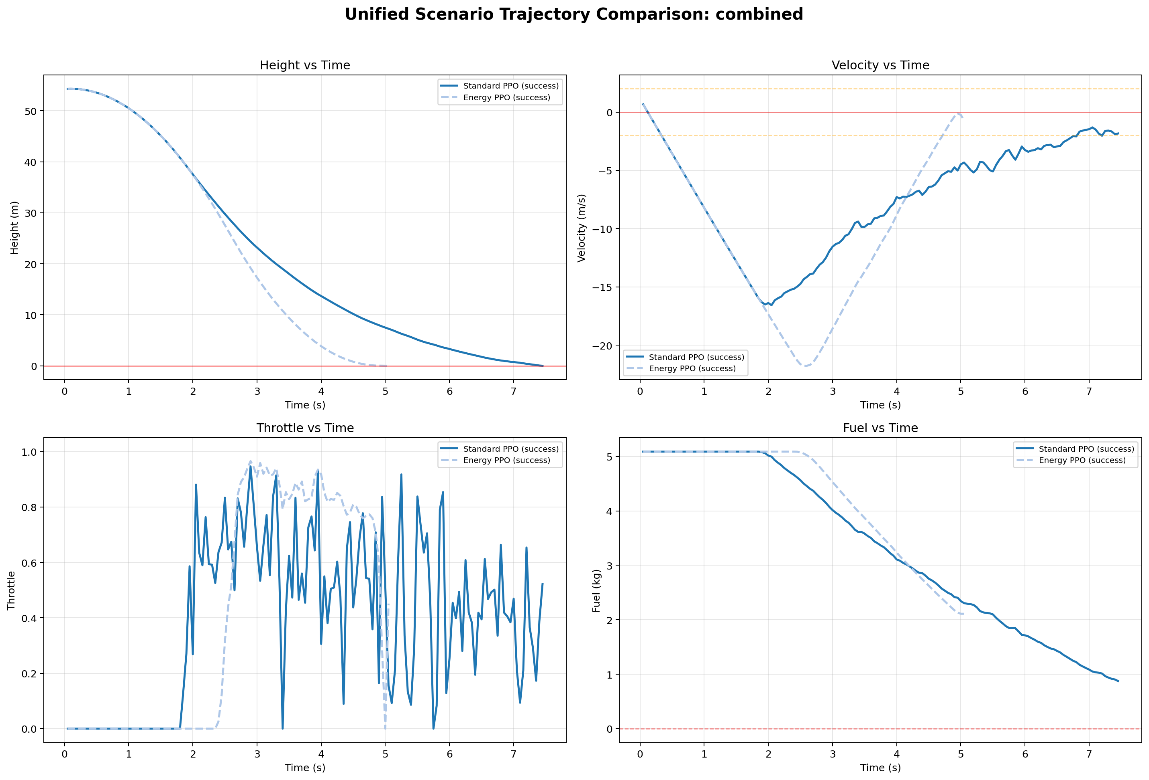 Unified Scenario Trajectory Comparison: combined
Height vs Time
Height (m)
50
40
30
20
10
0
0 1 2 3 4 5 6 7
Time (s)
Standard PPO (success)
Energy PPO (success)
Velocity vs Time
Velocity (m/s)
0
−5
−10
−15
−20
0 1 2 3 4 5 6 7
Time (s)
Standard PPO (success)
Energy PPO (success)
Throttle vs Time
Throttle
1.0
0.8
0.6
0.4
0.2
0.0
0 1 2 3 4 5 6 7
Time (s)
Standard PPO (success)
Energy PPO (success)
Fuel vs Time
Fuel (kg)
5
4
3
2
1
0
0 1 2 3 4 5 6 7
Time (s)
Standard PPO (success)
Energy PPO (success)